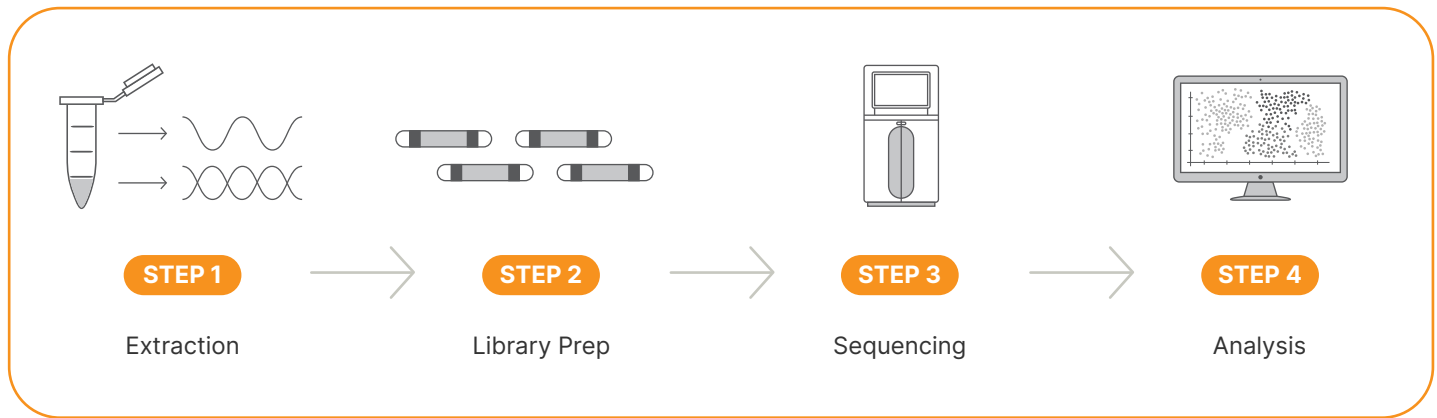 STEP 1
STEP 2
STEP 3
STEP 4
Extraction
Library Prep
Sequencing
Analysis